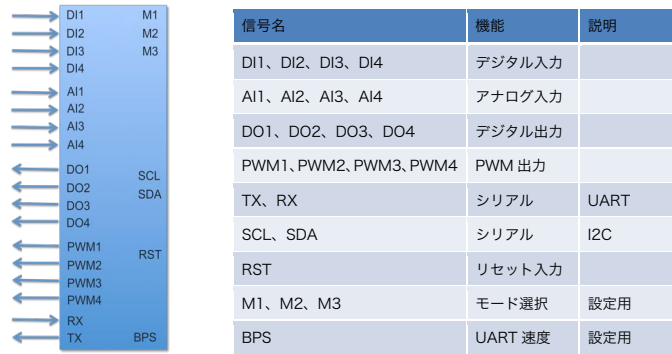 DI1 M1
DI2 M2
DI3 M3
DI4
AI1
AI2
AI3
AI4
DO1
SCL
DO2
SDA
DO3
DO4
PWM1
RST
PWM2
PWM3
PWM4
RX
TX BPS
信号名 機能 説明
DI1、DI2、DI3、DI4 デジタル入力
AI1、AI2、AI3、AI4 アナログ入力
DO1、DO2、DO3、DO4 デジタル出力
PWM1、PWM2、PWM3、PWM4 PWM 出力
TX、RX シリアル UART
SCL、SDA シリアル I2C
RST リセット入力
M1、M2、M3 モード選択 設定用
BPS UART 速度 設定用